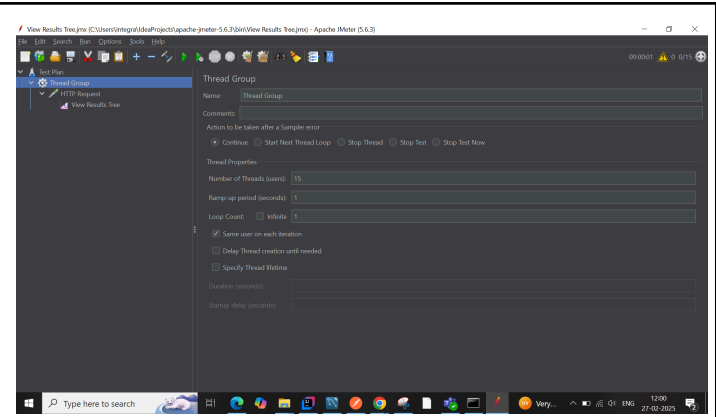 View Results Tree.jmx (C:\Users\integra\IdeaProjects\apache-jmeter-5.6.3\bin\View Results Tree.jmx) - Apache JMeter (5.6.3)
File Edit Search Run Options Tools Help
00:00:01 0 0/15
Test Plan
Thread Group
HTTP Request
View Results Tree
Thread Group
Name: Thread Group
Comments:
Action to be taken after a Sampler error
Continue Start Next Thread Loop Stop Thread Stop Test Stop Test Now
Thread Properties
Number of Threads (users): 15
Ramp-up period (seconds): 1
Loop Count: Infinite 1
Same user on each iteration
Delay Thread creation until needed
Specify Thread lifetime
Duration (seconds):
Startup delay (seconds):
Type here to search
Very... ENG 12:00
27-02-2025
2